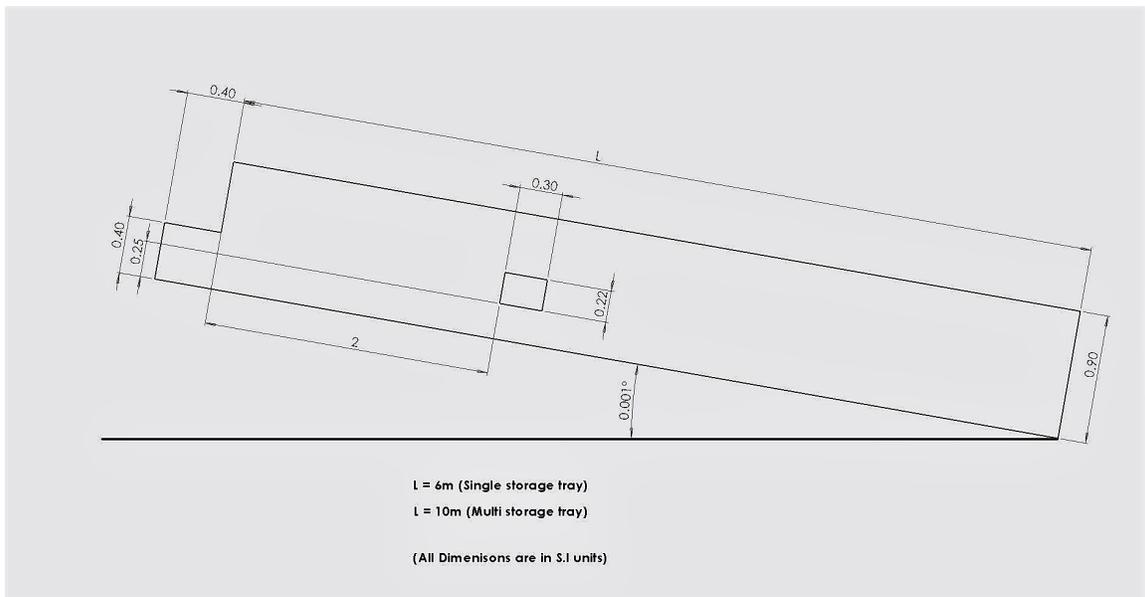 0.40
L
0.30
0.40
0.25
0.22
2
0.90
0.001°
L = 6m (Single storage tray)
L = 10m (Multi storage tray)
(All Dimenisons are in S.I units)